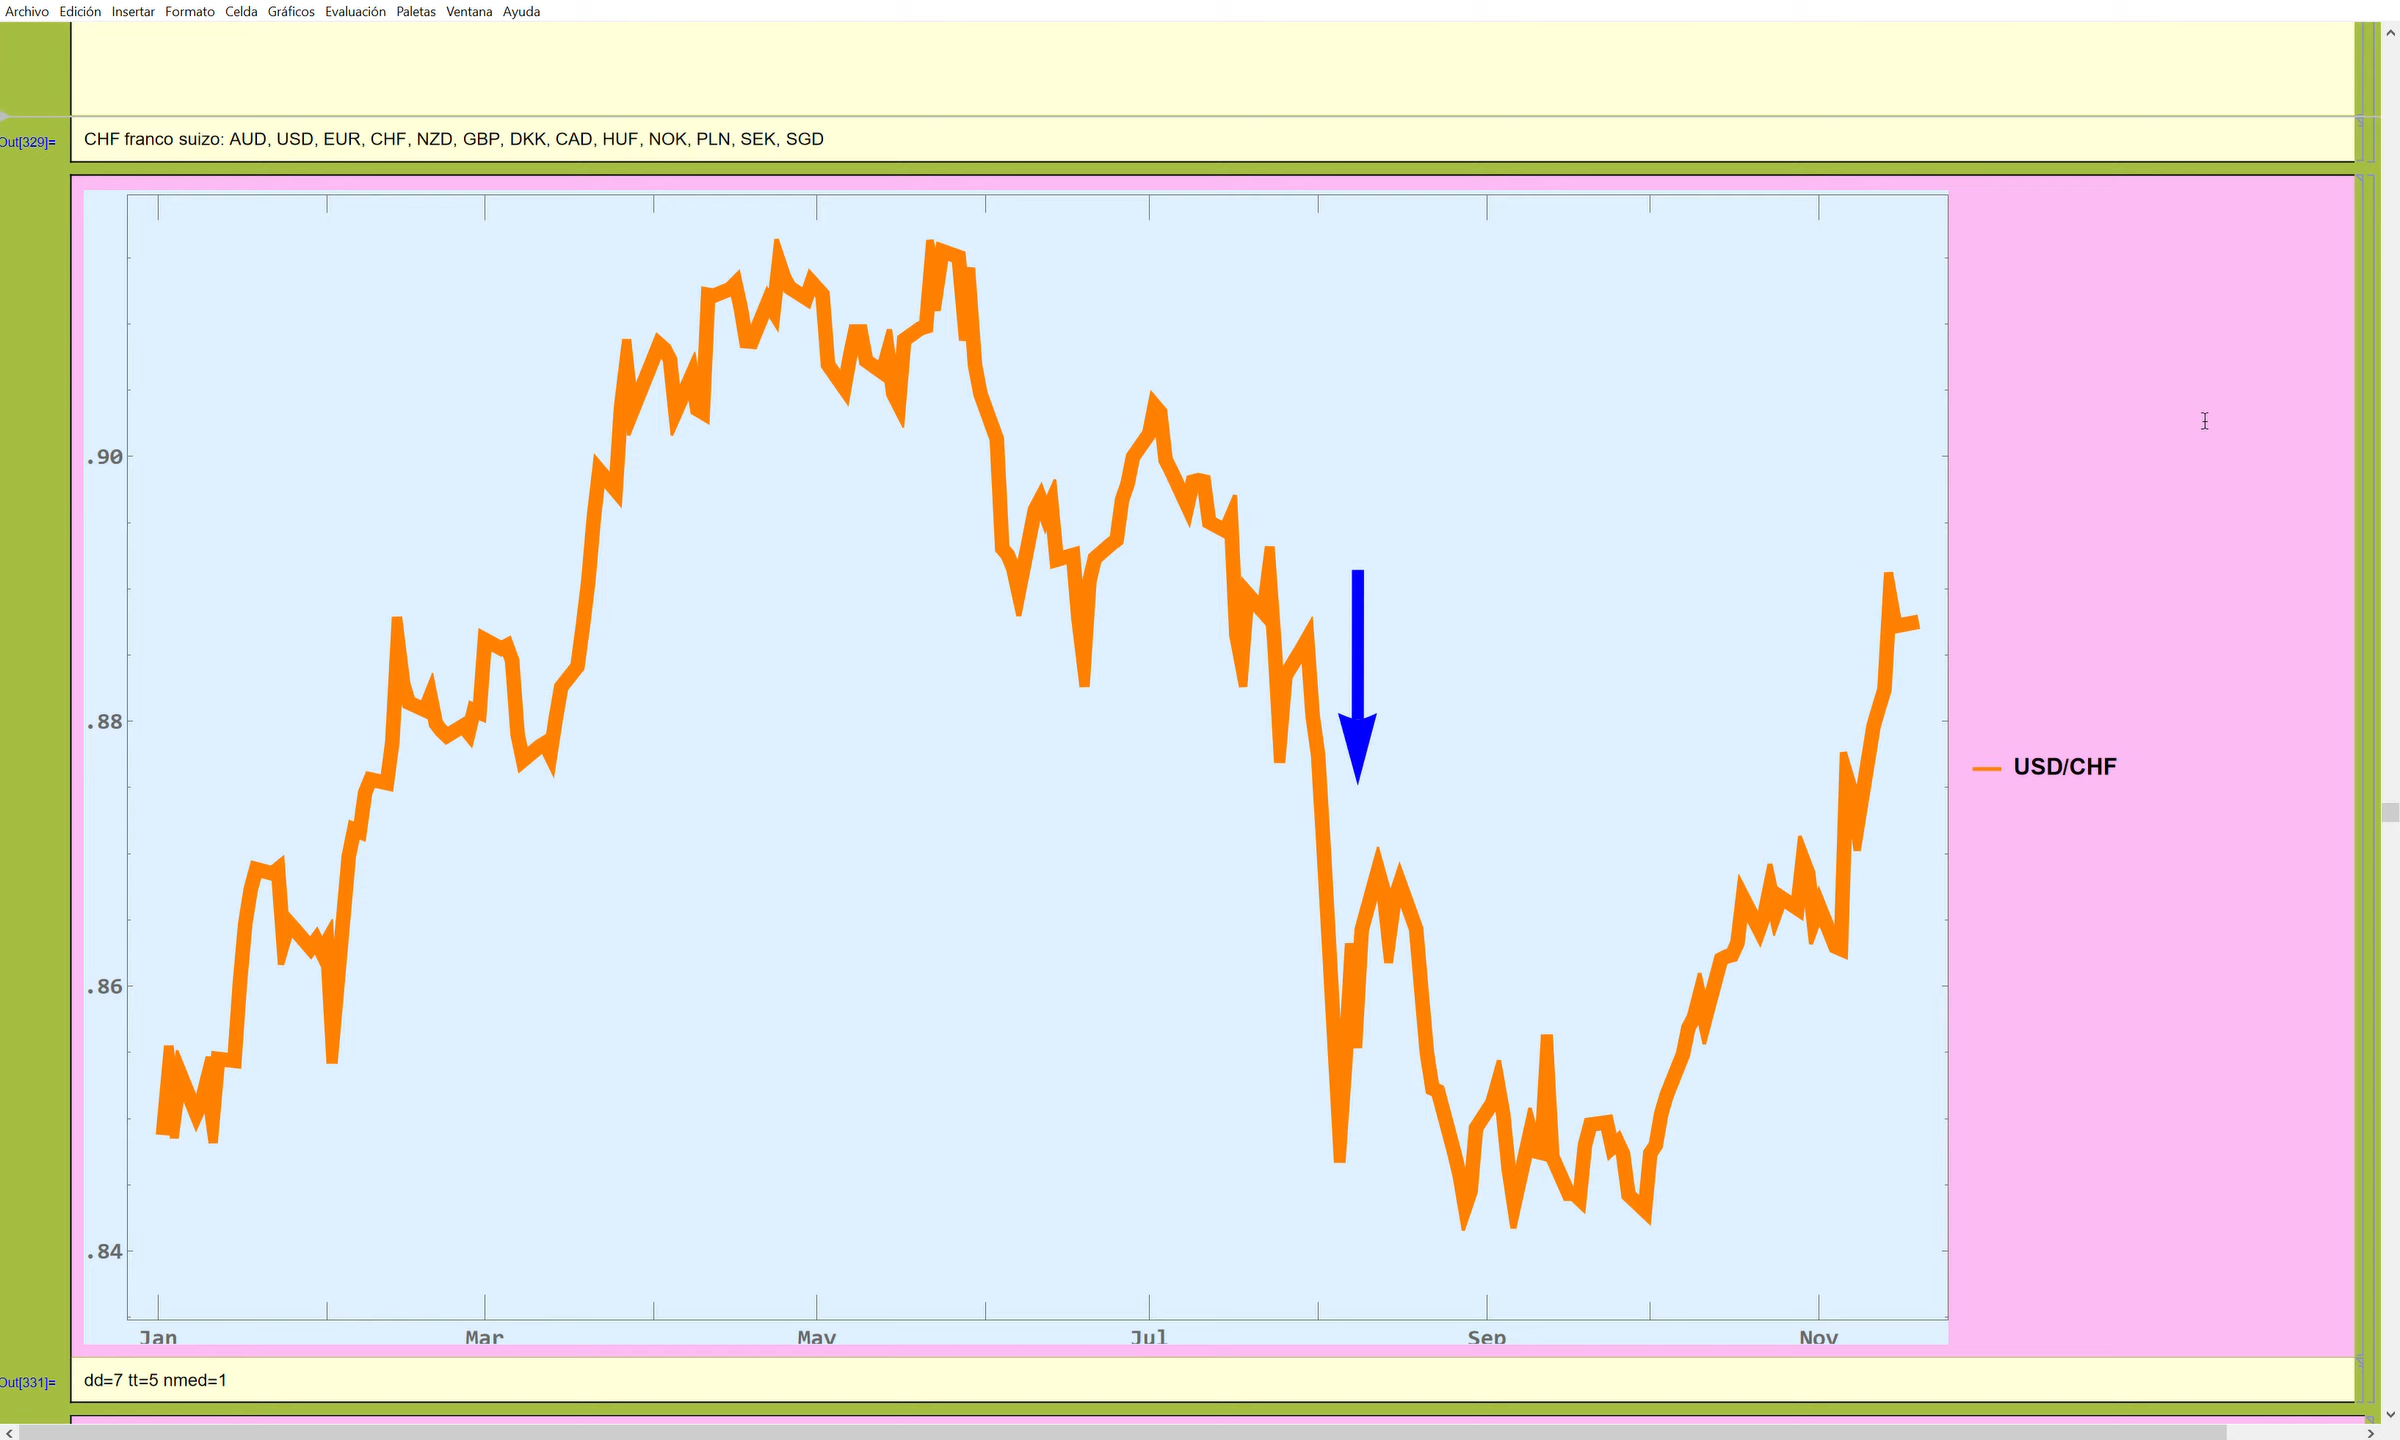 Archivo Edición Insertar Formato Celda Gráficos Evaluación Paletas Ventana Ayuda
Out[329]=
CHF franco suizo: AUD, USD, EUR, CHF, NZD, GBP, DKK, CAD, HUF, NOK, PLN, SEK, SGD
.90
.88
USD/CHF
.86
.84
Jan Mar May Jul Sep Nov
Out[331]=
dd=7 tt=5 nmed=1